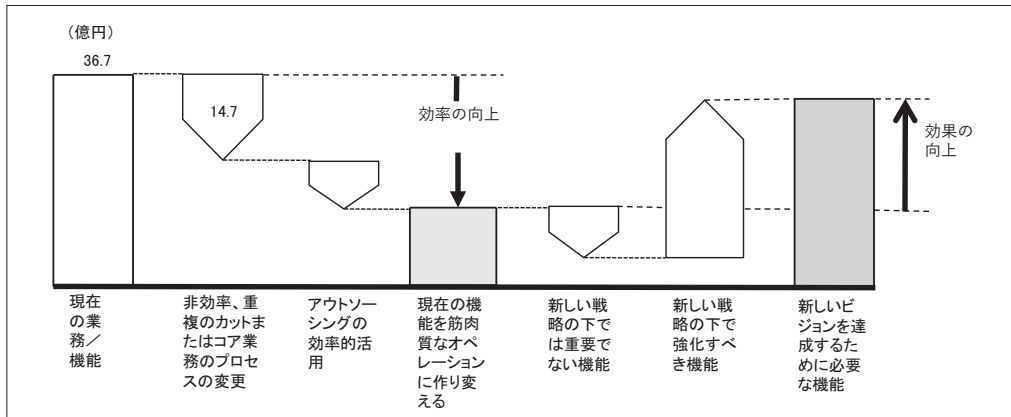 （億円）
36.7
14.7
効率の向上
効果の
向上
現在
の業
務／
機能
非効率、重
複のカットま
たはコア業
務のプロセ
スの変更
アウトソー
シングの
効率的活
用
現在の機
能を筋肉
質なオペ
レーション
に作り変
える
新しい戦
略の下で
は重要で
ない機能
新しい戦
略の下で
強化すべ
き機能
新しいビ
ジョンを達
成するた
めに必要
な機能